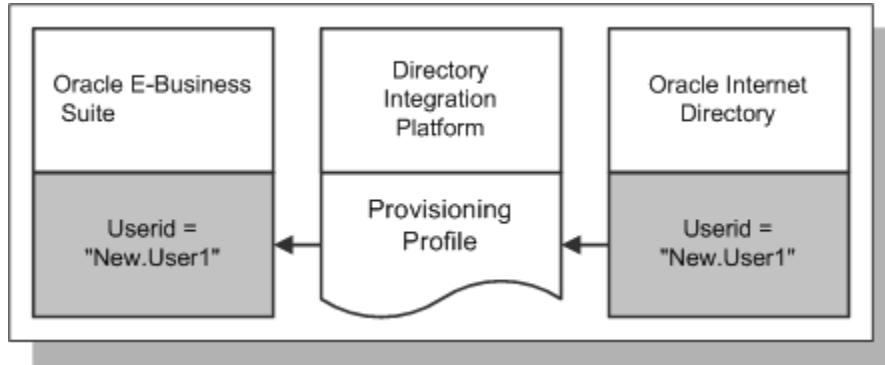 Oracle E-Business
Suite
Directory
Integration
Platform
Oracle Internet
Directory
Userid =
"New.User1"
Provisioning
Profile
Userid =
"New.User1"